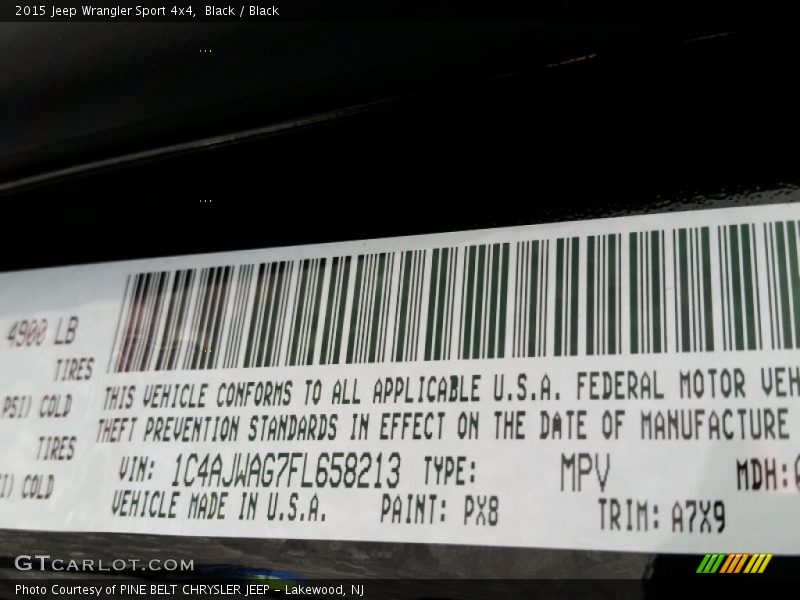 2015 Jeep Wrangler Sport 4x4,  Black / Black
4900 LB
TIRES
THIS VEHICLE CONFORMS TO ALL APPLICABLE U.S.A. FEDERAL MOTOR VEH
PSI) COLD
THEFT PREVENTION STANDARDS IN EFFECT ON THE DATE OF MANUFACTURE
TIRES
VIN: 1C4AJWAG7FL658213 TYPE: MPV MDH:
I) COLD
VEHICLE MADE IN U.S.A. PAINT: PX8 TRIM: A7X9
GTCARLOT.COM
Photo Courtesy of PINE BELT CHRYSLER JEEP - Lakewood, NJ